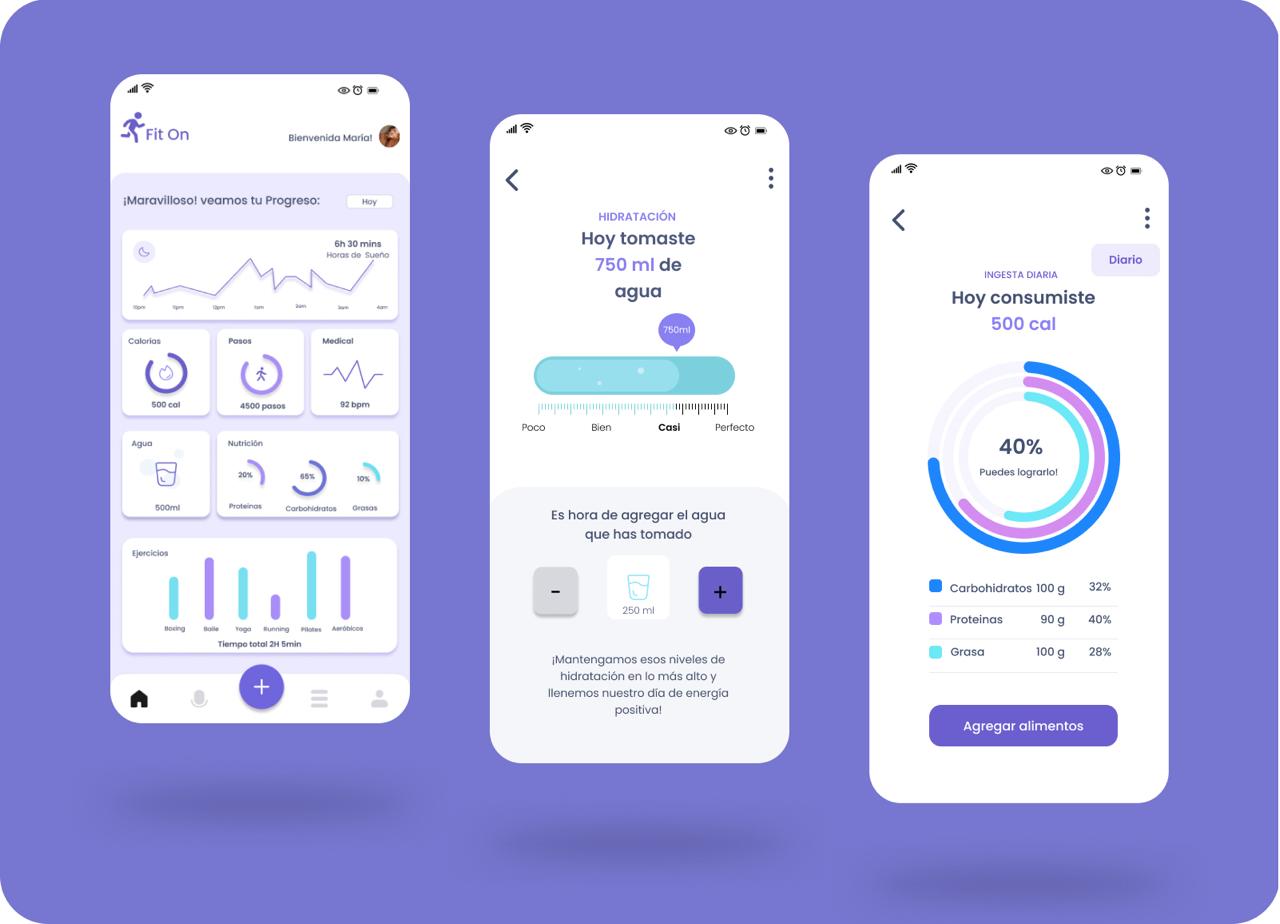 Fit On
Bienvenida María!
¡Maravilloso! veamos tu Progreso:
Hoy
6h 30 mins
Horas de Sueño
10pm 11pm 12pm 1am 2am 3am 4am
Calorías
500 cal
Pasos
4500 pasos
Medical
92 bpm
Agua
500ml
Nutrición
20%
65%
10%
Proteinas
Carbohidratos
Grasas
Ejercicios
Boxing Baile Yoga Running Pilates Aeróbicos
Tiempo total 2H 5min
+
HIDRATACIÓN
Hoy tomaste
750 ml de
agua
750ml
Poco Bien Casi Perfecto
Es hora de agregar el agua
que has tomado
-
250 ml
+
¡Mantengamos esos niveles de
hidratación en lo más alto y
llenemos nuestro día de energía
positiva!
Diario
INGESTA DIARIA
Hoy consumiste
500 cal
40%
Puedes lograrlo!
Carbohidratos 100 g 32%
Proteinas 90 g 40%
Grasa 100 g 28%
Agregar alimentos